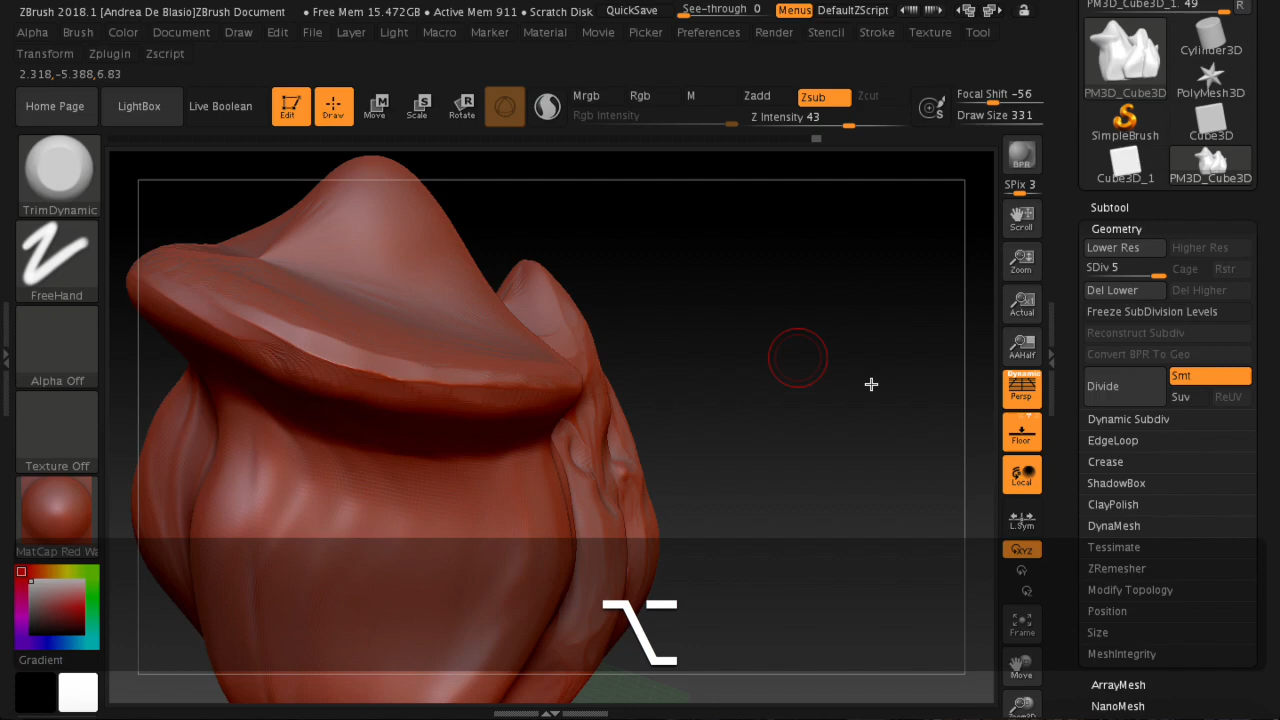 ZBrush 2018.1 [Andrea De Blasio]ZBrush Document • Free Mem 15.472GB • Active Mem 911 • Scratch Disk QuickSave See-through 0 Menus DefaultZScript
Alpha Brush Color Document Draw Edit File Layer Light Macro Marker Material Movie Picker Preferences Render Stencil Stroke Texture Tool
Transform Zplugin Zscript
2.318,-5.388,6.83
Home Page LightBox Live Boolean Edit Draw Move Scale Rotate
Mrgb Rgb M Zadd Zsub Zcut Focal Shift -56
Rgb Intensity Z Intensity 43 Draw Size 331
TrimDynamic
FreeHand
Alpha Off
Texture Off
MatCap Red Wa
Gradient
BPR
SPix 3
Scroll
Zoom
Actual
AAHalf
Dynamic
Persp
Floor
Local
L.Sym
XYZ
Frame
Move
Zoom3D
PM3D_Cube3D_1. 49 R
PM3D_Cube3D Cylinder3D
PolyMesh3D
SimpleBrush Cube3D
Cube3D_1 PM3D_Cube3D
Subtool
Geometry
Lower Res Higher Res
SDiv 5 Cage Rstr
Del Lower Del Higher
Freeze SubDivision Levels
Reconstruct Subdiv
Convert BPR To Geo
Divide Smt
Suv ReUV
Dynamic Subdiv
EdgeLoop
Crease
ShadowBox
ClayPolish
DynaMesh
Tessimate
ZRemesher
Modify Topology
Position
Size
MeshIntegrity
ArrayMesh
NanoMesh